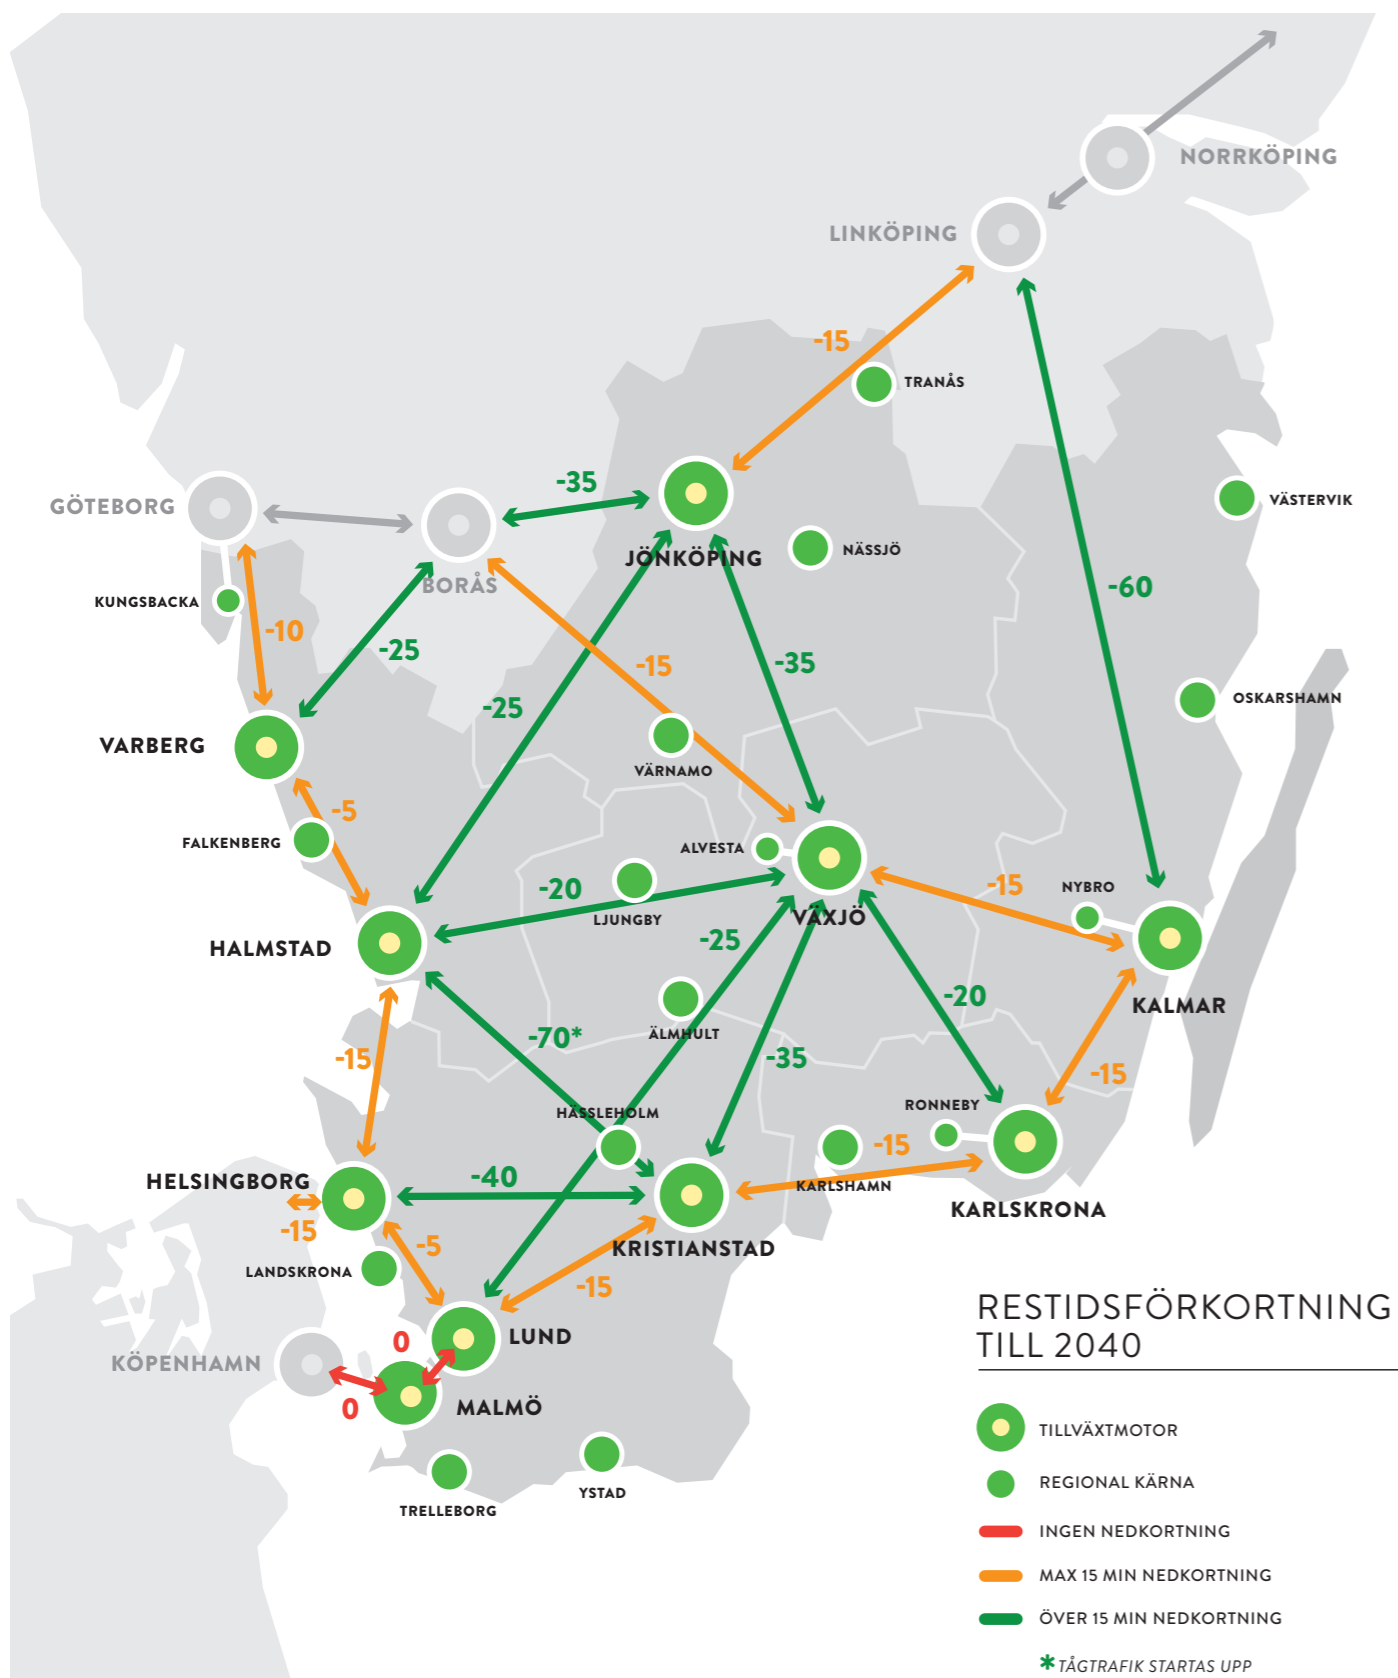 NORRKÖPING
LINKÖPING
-15
TRANÅS
-35
GÖTEBORG
VÄSTERVIK
JÖNKÖPING
NÄSSJÖ
BORÅS
-60
KUNGSBACKA
-10
-25
-15
-35
-25
OSKARSHAMN
VARBERG
VÄRNAMO
-5
FALKENBERG
ALVESTA
-20
-15
NYBRO
LJUNGBY
VÄXJÖ
HALMSTAD
-25
-20
KALMAR
-70*
ÄLMHULT
-15
-35
-15
HÄSSLEHOLM
RONNEBY
-15
HELSINGBORG
-40
KARLSHAMN
KARLSKRONA
-15
-5
KRISTIANSTAD
LANDSKRONA
-15
LUND
0
KÖPENHAMN
0
MALMÖ
YSTAD
TRELLEBORG
RESTIDSFÖRKORTNING
TILL 2040
TILLVÄXTMOTOR
REGIONAL KÄRNA
INGEN NEDKORTNING
MAX 15 MIN NEDKORTNING
ÖVER 15 MIN NEDKORTNING
* TÅGTRAFIK STARTAS UPP